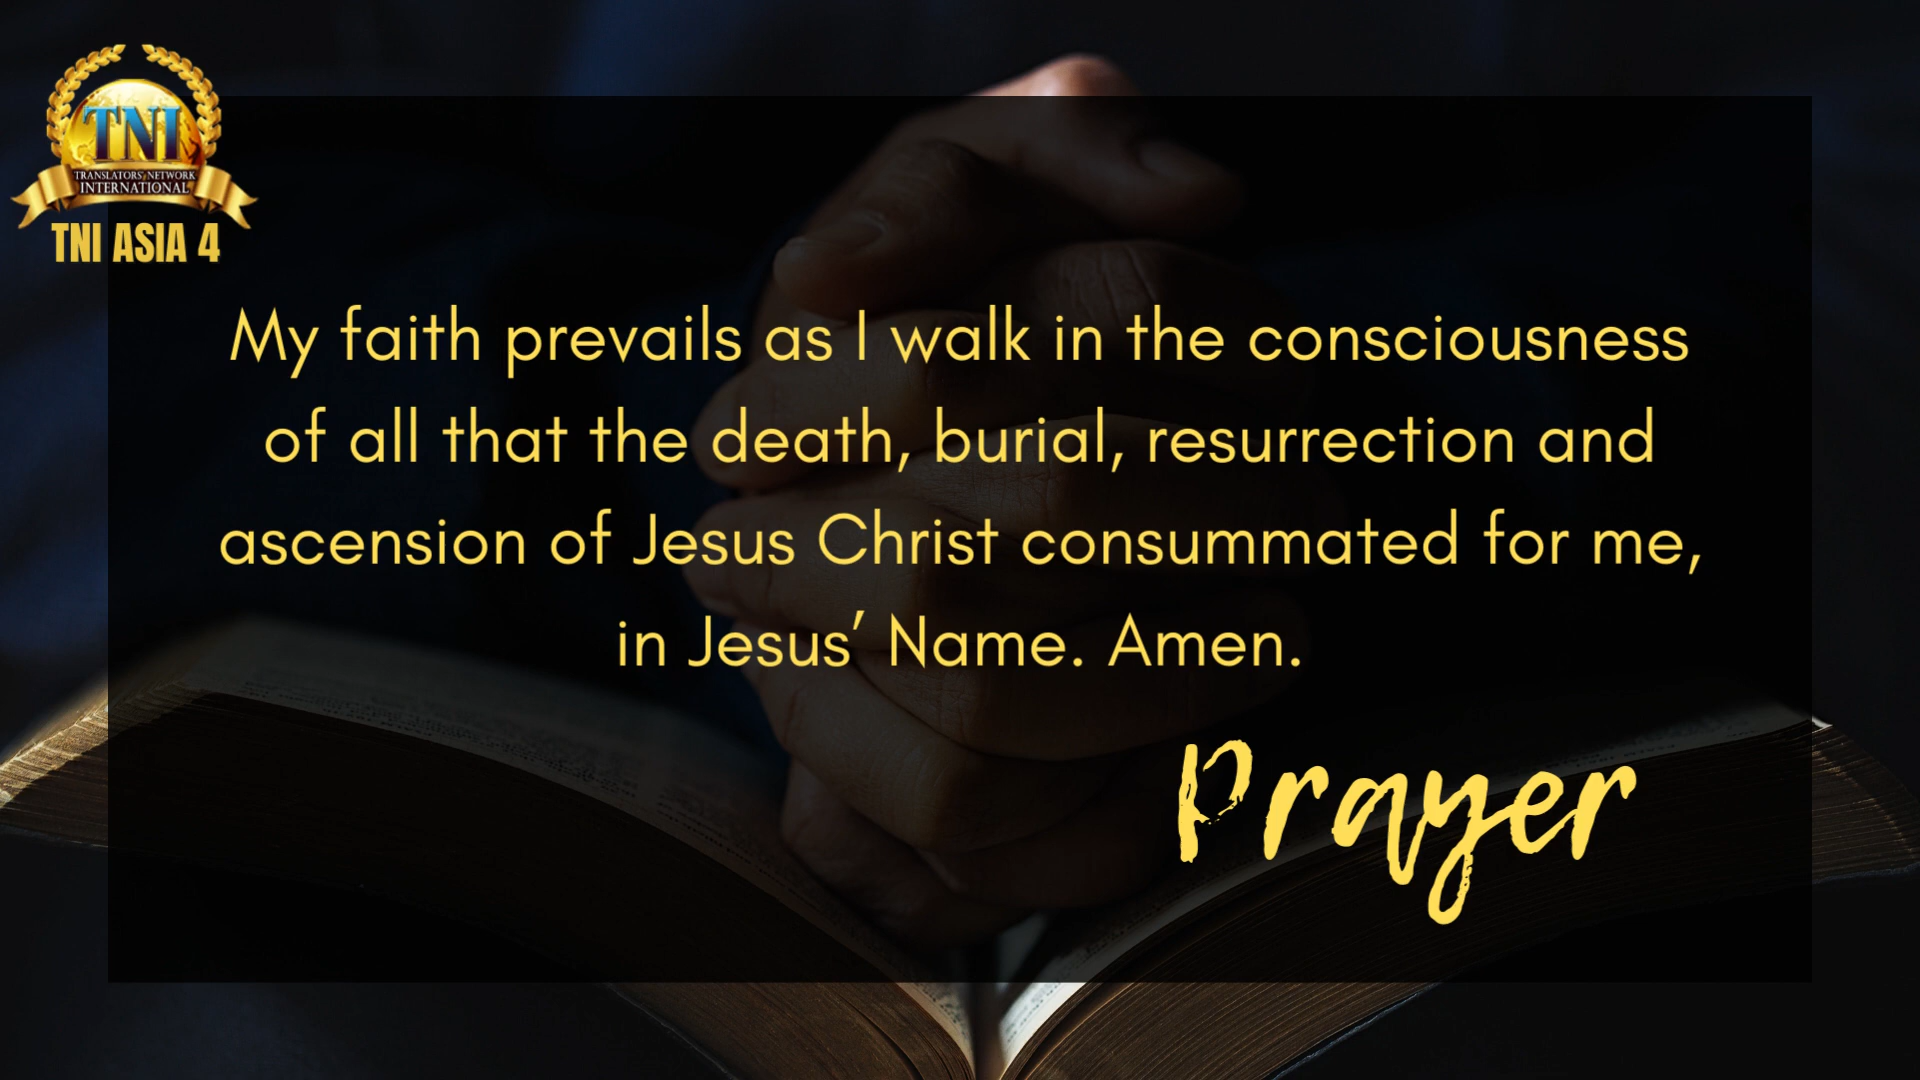 TNI
TRANSLATORS' NETWORK
INTERNATIONAL
TNI ASIA 4
My faith prevails as I walk in the consciousness
of all that the death, burial, resurrection and
ascension of Jesus Christ consummated for me,
in Jesus’ Name. Amen.
Prayer